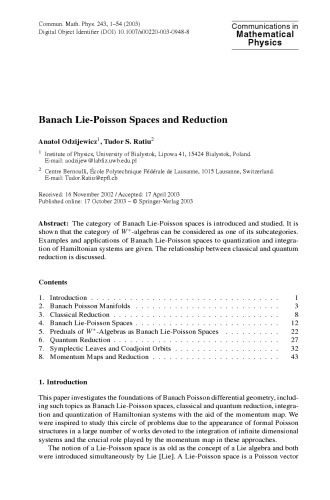 Commun. Math. Phys. 243, 1–54 (2003)
Digital Object Identifier (DOI) 10.1007/s00220-003-0948-8
Communications in
Mathematical
Physics
Banach Lie-Poisson Spaces and Reduction
Anatol Odzijewicz1, Tudor S. Ratiu2
1 Institute of Physics, University of Bialystok, Lipowa 41, 15424 Bialystok, Poland.
E-mail: aodzijew@labfiz.uwb.edu.pl
2 Centre Bernoulli, École Polytechnique Fédérale de Lausanne, 1015 Lausanne, Switzerland.
E-mail: Tudor.Ratiu@epfl.ch
Received: 16 November 2002 / Accepted: 17 April 2003
Published online: 17 October 2003 – © Springer-Verlag 2003
Abstract: The category of Banach Lie-Poisson spaces is introduced and studied. It is
shown that the category of W*-algebras can be considered as one of its subcategories.
Examples and applications of Banach Lie-Poisson spaces to quantization and integra-
tion of Hamiltonian systems are given. The relationship between classical and quantum
reduction is discussed.
Contents
1. Introduction . . . . . . . . . . . . . . . . . . . . . . . . . . . . 1
2. Banach Poisson Manifolds . . . . . . . . . . . . . . . . . . . . . 3
3. Classical Reduction . . . . . . . . . . . . . . . . . . . . . . . . 8
4. Banach Lie-Poisson Spaces . . . . . . . . . . . . . . . . . . . . . 12
5. Preduals of W*-Algebras as Banach Lie-Poisson Spaces . . . . . . . . 22
6. Quantum Reduction . . . . . . . . . . . . . . . . . . . . . . . . 27
7. Symplectic Leaves and Coadjoint Orbits . . . . . . . . . . . . . . . 32
8. Momentum Maps and Reduction . . . . . . . . . . . . . . . . . . . 43
1. Introduction
This paper investigates the foundations of Banach Poisson differential geometry, includ-
ing such topics as Banach Lie-Poisson spaces, classical and quantum reduction, integra-
tion and quantization of Hamiltonian systems with the aid of the momentum map. We
were inspired to study this circle of problems due to the appearance of formal Poisson
structures in a large number of works devoted to the integration of infinite dimensional
systems and the crucial role played by the momentum map in these approaches.
The notion of a Lie-Poisson space is as old as the concept of a Lie algebra and both
were introduced simultaneously by Lie [Lie]. A Lie-Poisson space is a Poisson vector